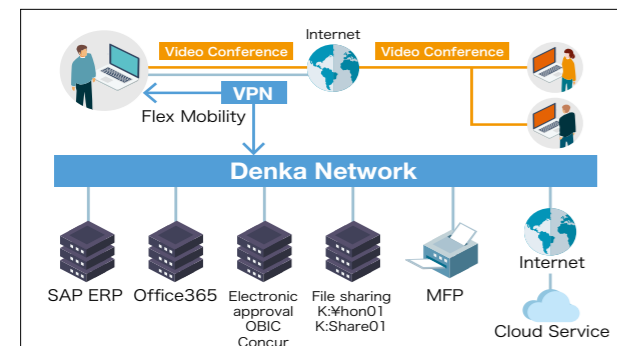 Internet
Video Conference
Video Conference
VPN
Flex Mobility
Denka Network
SAP ERP
Office365
Electronic
approval
OBIC
Concur
File sharing
K:¥hon01
K:Share01
MFP
Internet
Cloud Service